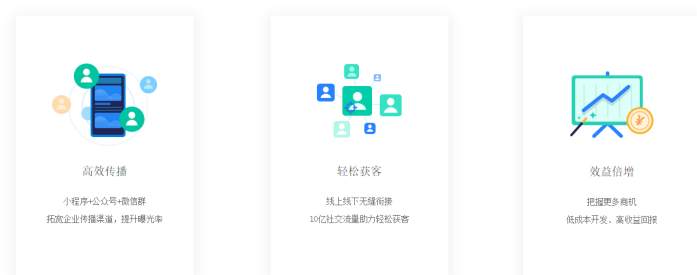 高效传播
小程序+公众号+微信群
拓宽企业传播渠道，提升曝光率
轻松获客
线上线下无缝衔接
10亿社交流量助力轻松获客
效益倍增
把握更多商机
低成本开发、高收益回报